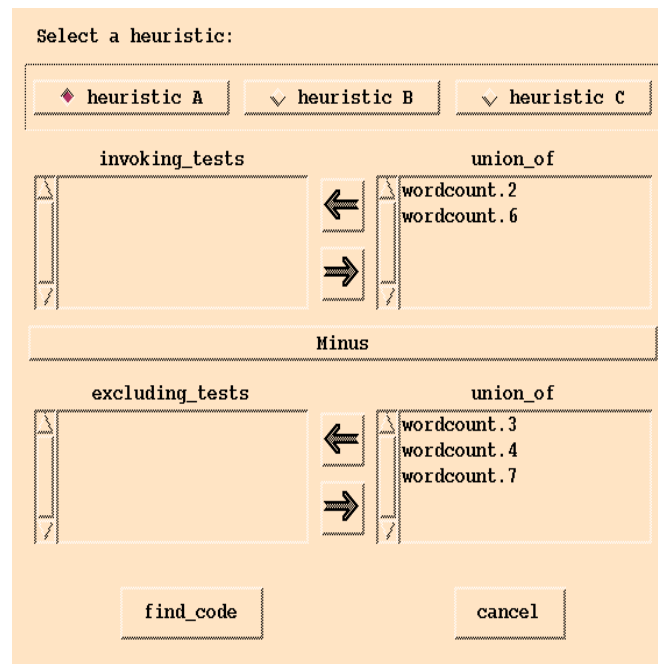 Select a heuristic:
heuristic A heuristic B heuristic C
invoking_tests union_of
wordcount.2
wordcount.6
Minus
excluding_tests union_of
wordcount.3
wordcount.4
wordcount.7
find_code cancel